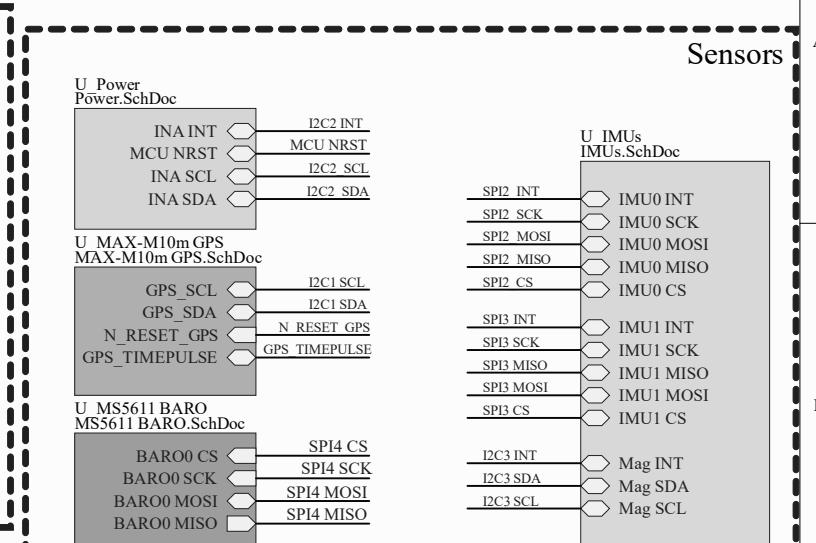 Sensors
U_Power
Power.SchDoc
INA INT I2C2 INT
MCU NRST MCU NRST
INA SCL I2C2_SCL
INA SDA I2C2_SDA
U_MAX-M10m GPS
MAX-M10m GPS.SchDoc
GPS_SCL I2C1 SCL
GPS_SDA I2C1 SDA
N_RESET_GPS N_RESET_GPS
GPS_TIMEPULSE GPS_TIMEPULSE
U_MS5611 BARO
MS5611 BARO.SchDoc
BARO0 CS SPI4 CS
BARO0 SCK SPI4 SCK
BARO0 MOSI SPI4 MOSI
BARO0 MISO SPI4 MISO
U_IMUs
IMUs.SchDoc
SPI2_INT IMU0 INT
SPI2_SCK IMU0 SCK
SPI2_MOSI IMU0 MOSI
SPI2_MISO IMU0 MISO
SPI2_CS IMU0 CS
SPI3 INT IMU1 INT
SPI3 SCK IMU1 SCK
SPI3 MISO IMU1 MISO
SPI3 MOSI IMU1 MOSI
SPI3 CS IMU1 CS
I2C3 INT Mag INT
I2C3 SDA Mag SDA
I2C3 SCL Mag SCL